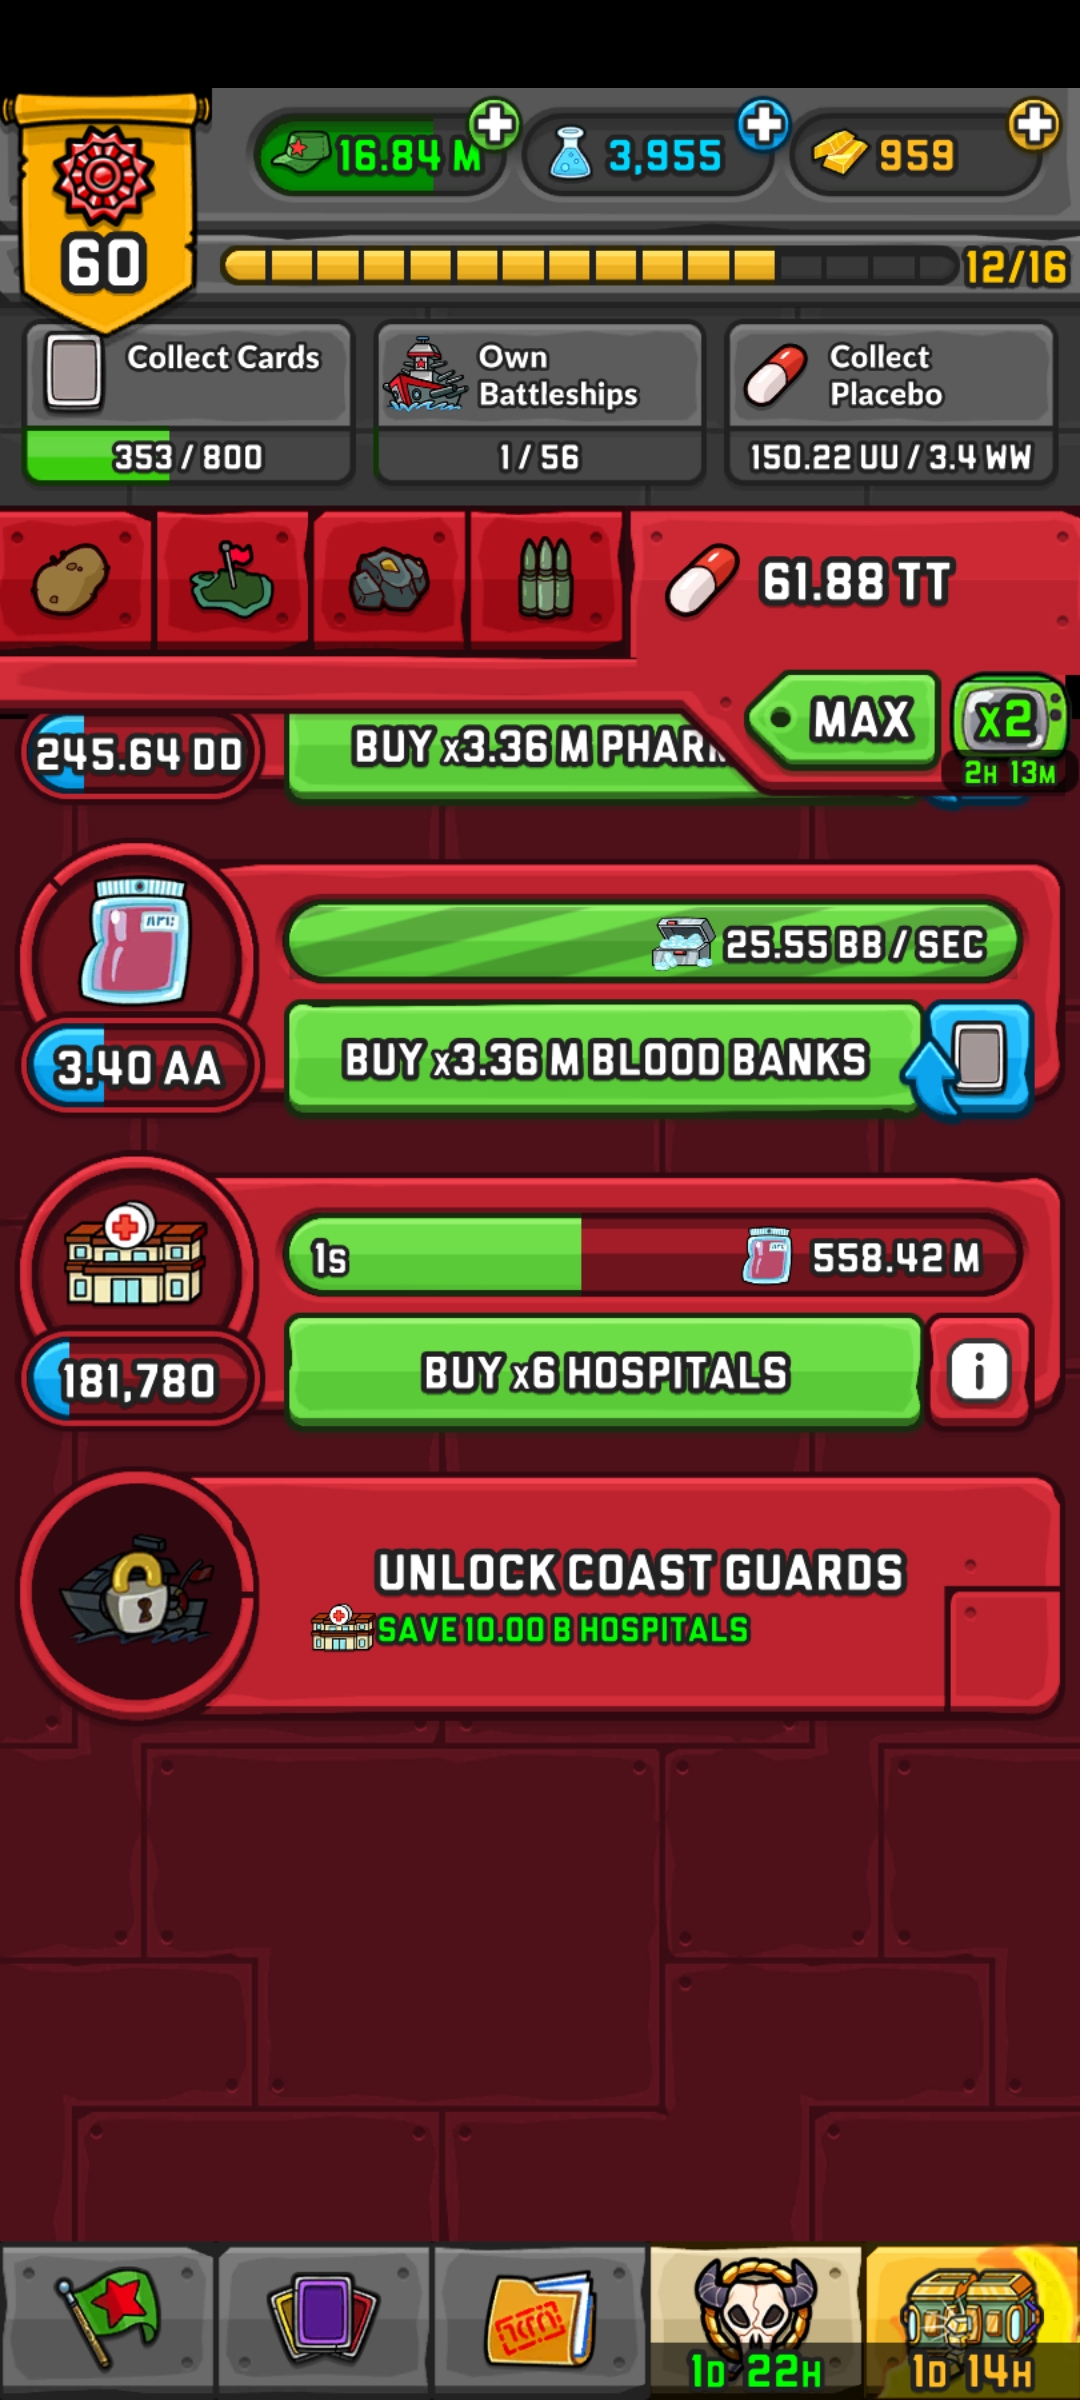 16.84 M
3,955
959
60
12/16
Collect Cards
353 / 800
Own
Battleships
1 / 56
Collect
Placebo
150.22 UU / 3.4 WW
61.88 TT
MAX
x2
2H 13M
245.64 DD
BUY x3.36 M PHAR
25.55 BB / SEC
3.40 AA
BUY x3.36 M BLOOD BANKS
1s
558.42 M
181,780
BUY x6 HOSPITALS
i
UNLOCK COAST GUARDS
SAVE 10.00 B HOSPITALS
1D 22H
1D 14H